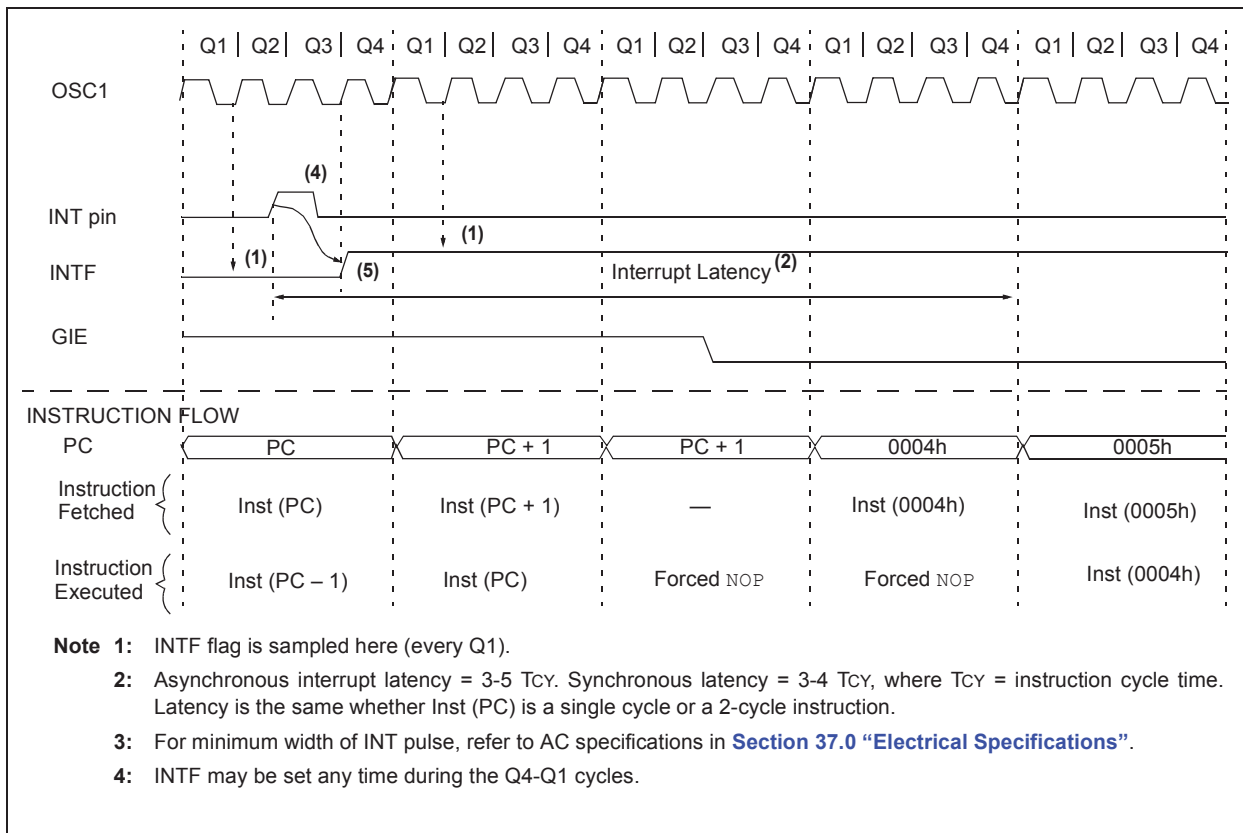 Q1 Q2 Q3 Q4 Q1 Q2 Q3 Q4 Q1 Q2 Q3 Q4 Q1 Q2 Q3 Q4 Q1 Q2 Q3 Q4
OSC1
(4)
INT pin
(1)
(1)
INTF
(5)
Interrupt Latency (2)
GIE
INSTRUCTION FLOW
PC
PC
PC + 1
PC + 1
0004h
0005h
Instruction
Fetched
Inst (PC)
Inst (PC + 1)
—
Inst (0004h)
Inst (0005h)
Instruction
Executed
Inst (PC – 1)
Inst (PC)
Forced NOP
Forced NOP
Inst (0004h)
Note 1: INTF flag is sampled here (every Q1).
2: Asynchronous interrupt latency = 3-5 TCY. Synchronous latency = 3-4 TCY, where TCY = instruction cycle time.
Latency is the same whether Inst (PC) is a single cycle or a 2-cycle instruction.
3: For minimum width of INT pulse, refer to AC specifications in Section 37.0 “Electrical Specifications”.
4: INTF may be set any time during the Q4-Q1 cycles.